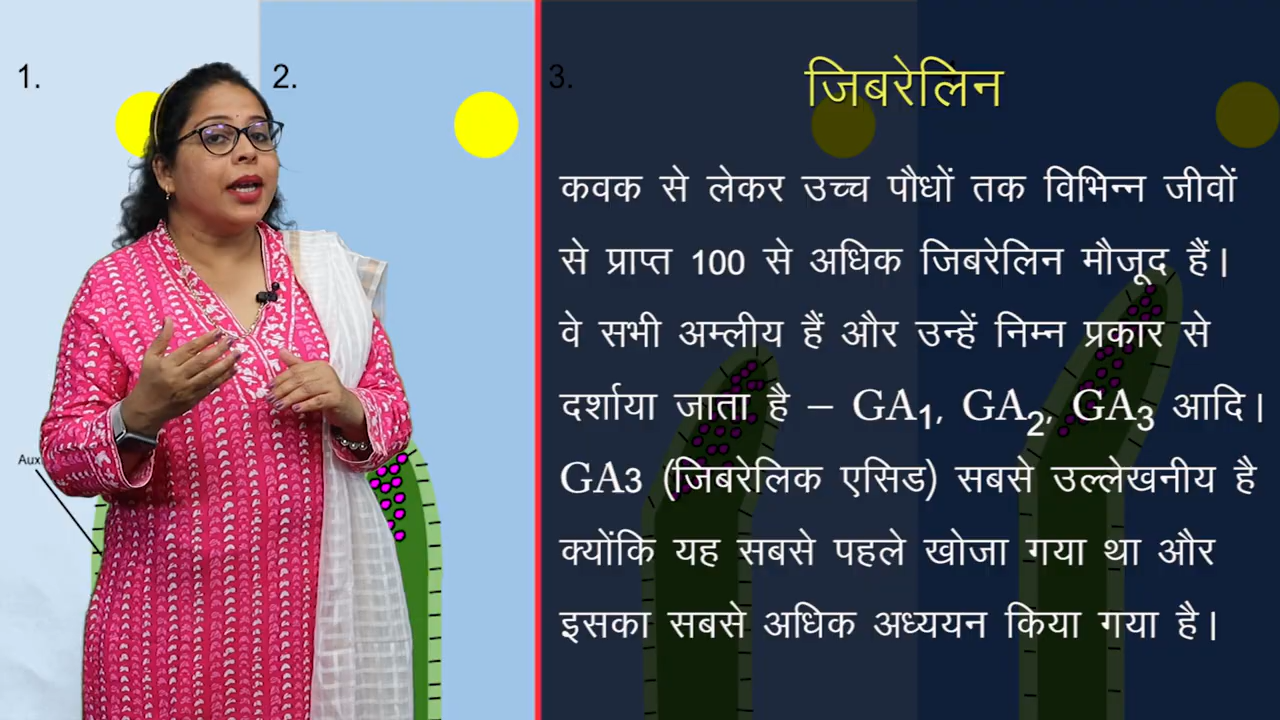 1.
2.
3.
जिबरेलिन
कवक से लेकर उच्च पौधों तक विभिन्न जीवों
से प्राप्त 100 से अधिक जिबरेलिन मौजूद हैं।
वे सभी अम्लीय हैं और उन्हें निम्न प्रकार से
दर्शाया जाता है – GA₁, GA₂, GA₃ आदि।
GA3 (जिबरेलिक एसिड) सबसे उल्लेखनीय है
क्योंकि यह सबसे पहले खोजा गया था और
इसका सबसे अधिक अध्ययन किया गया है।